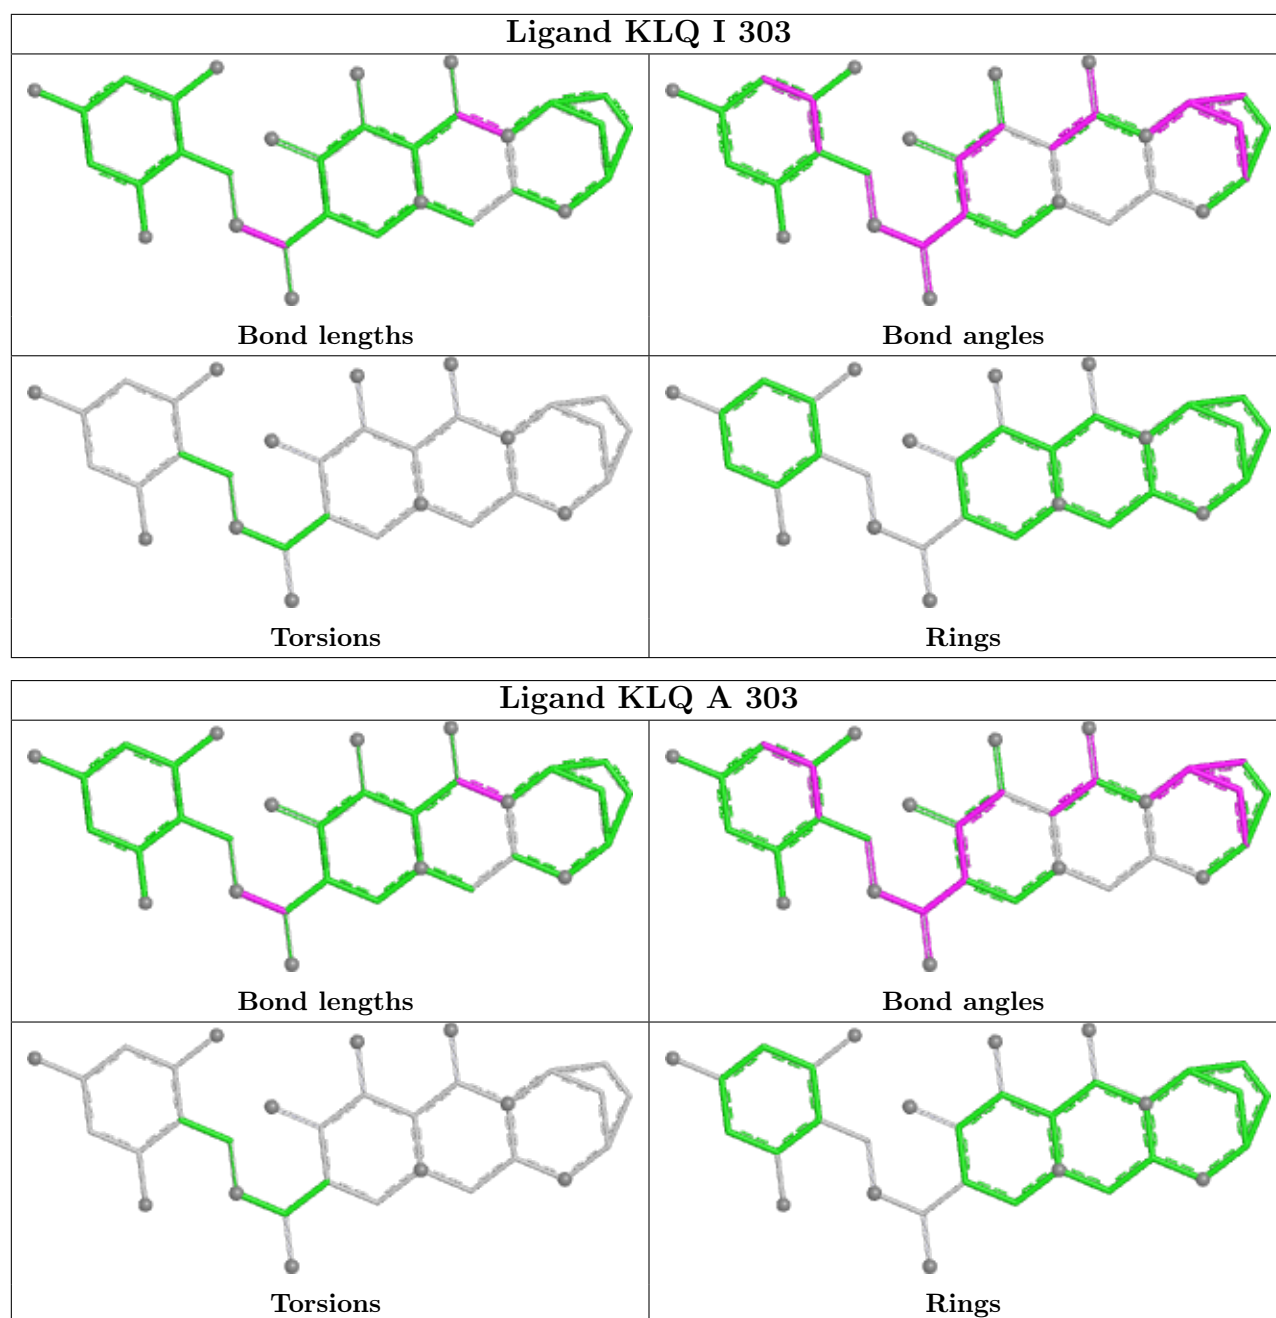 Ligand KLQ I 303
Bond lengths
Bond angles
Torsions
Rings
Ligand KLQ A 303
Bond lengths
Bond angles
Torsions
Rings